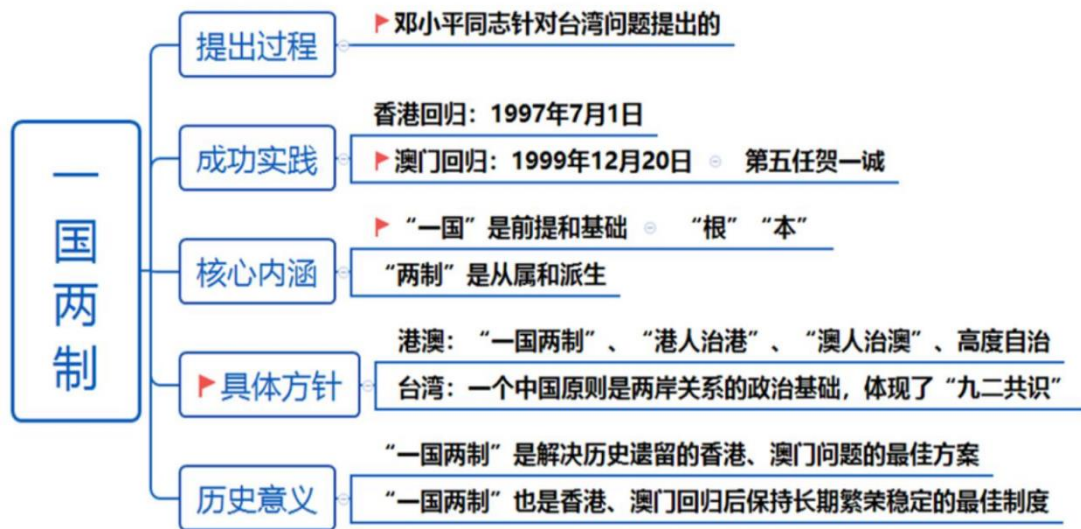 一国两制
提出过程
邓小平同志针对台湾问题提出的
成功实践
香港回归：1997年7月1日
澳门回归：1999年12月20日 第五任贺一诚
核心内涵
“一国”是前提和基础 “根”“本”
“两制”是从属和派生
具体方针
港澳：“一国两制”、“港人治港”、“澳人治澳”、高度自治
台湾：一个中国原则是两岸关系的政治基础，体现了“九二共识”
历史意义
“一国两制”是解决历史遗留的香港、澳门问题的最佳方案
“一国两制”也是香港、澳门回归后保持长期繁荣稳定的最佳制度